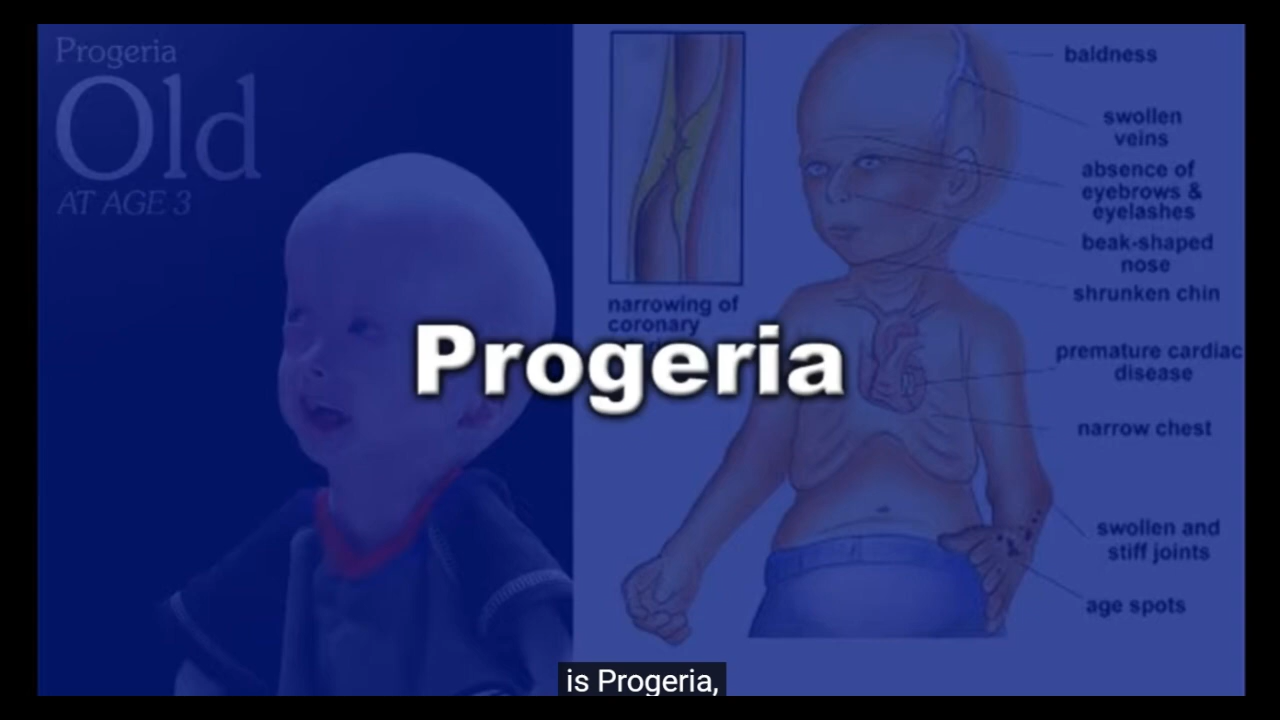 Progeria
Old
AT AGE 3
baldness
swollen
veins
absence of
eyebrows &
eyelashes
beak-shaped
nose
shrunken chin
narrowing of
coronary
premature cardiac
disease
Progeria
narrow chest
swollen and
stiff joints
age spots
is Progeria,